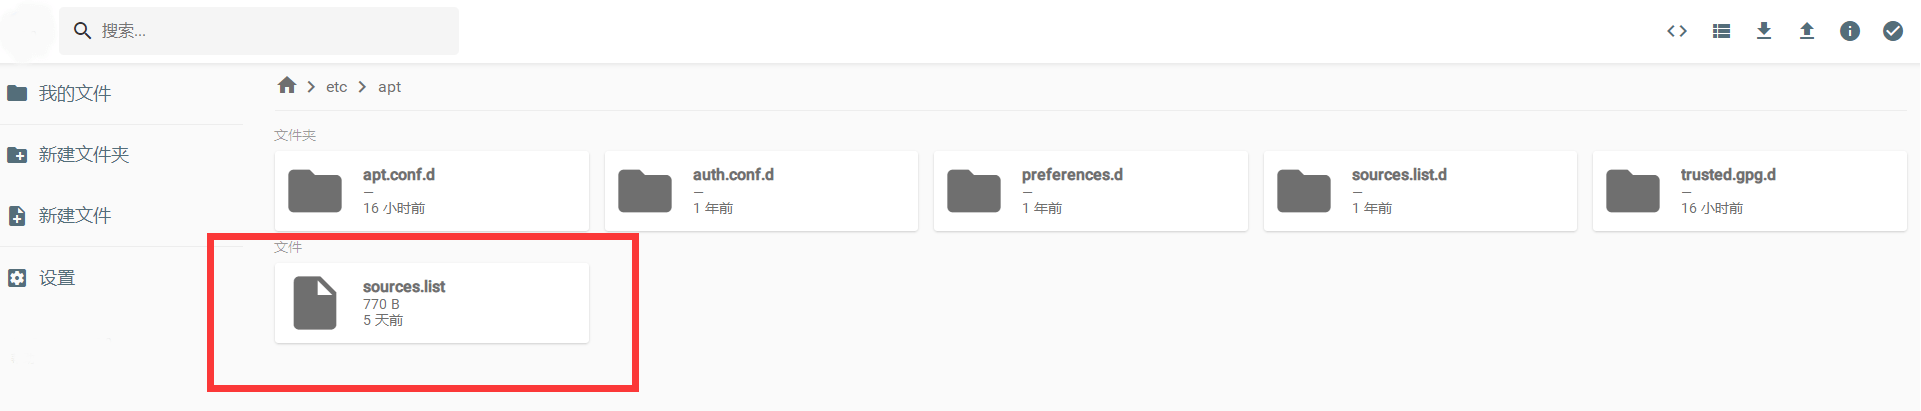 搜索...
我的文件
新建文件夹
新建文件
设置
etc
apt
文件夹
apt.conf.d
—
16 小时前
auth.conf.d
—
1 年前
preferences.d
—
1 年前
sources.list.d
—
1 年前
trusted.gpg.d
—
16 小时前
文件
sources.list
770 B
5 天前